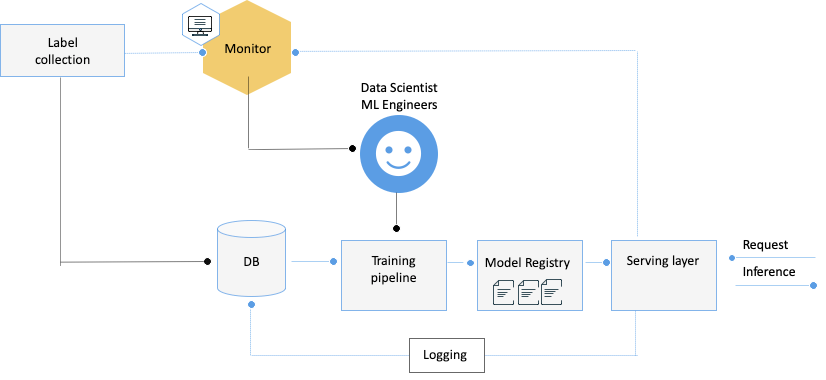 Label
collection
Monitor
Data Scientist
ML Engineers
DB
Training
pipeline
Model Registry
Serving layer
Request
Inference
Logging